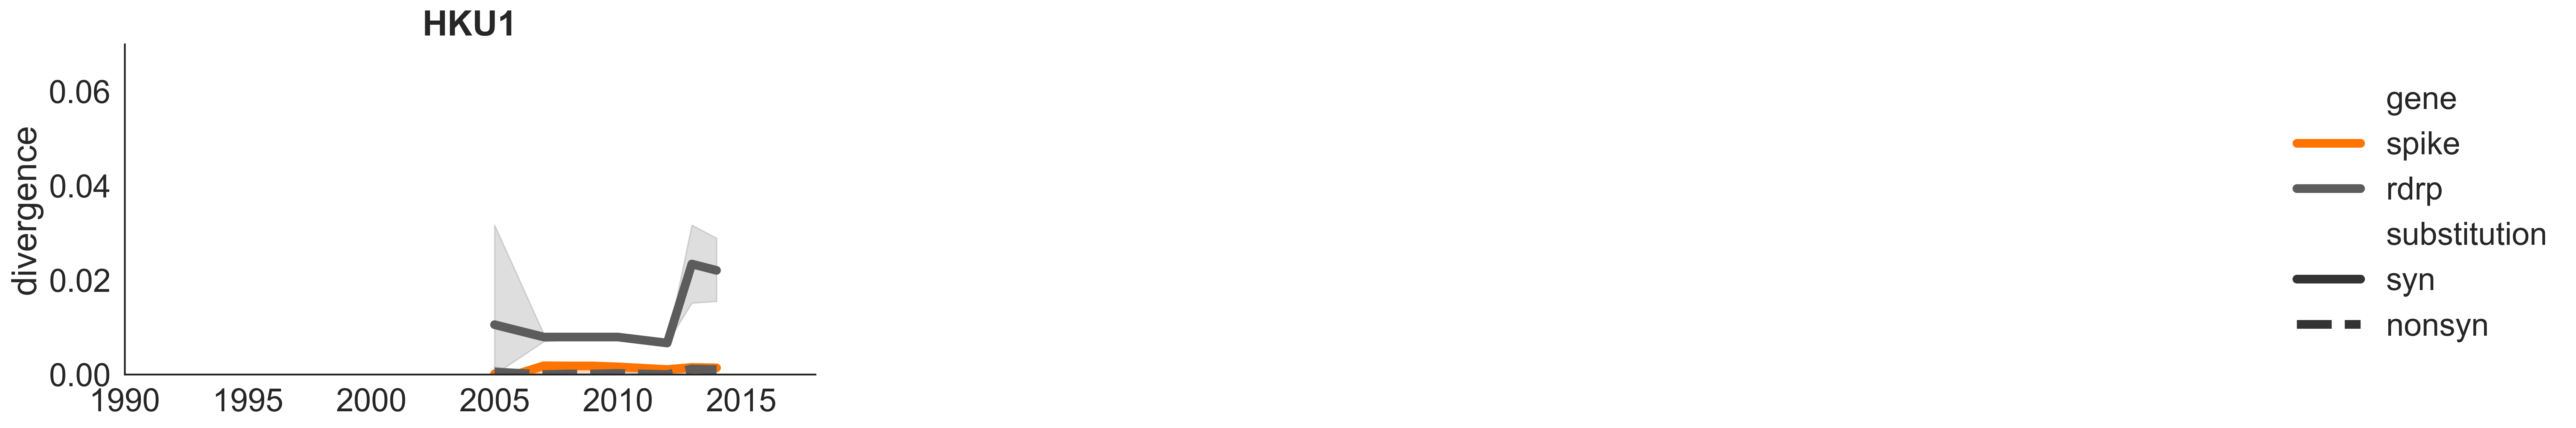 HKU1
divergence
0.06
0.04
0.02
0.00
1990 1995 2000 2005 2010 2015
gene
spike
rdrp
substitution
syn
nonsyn